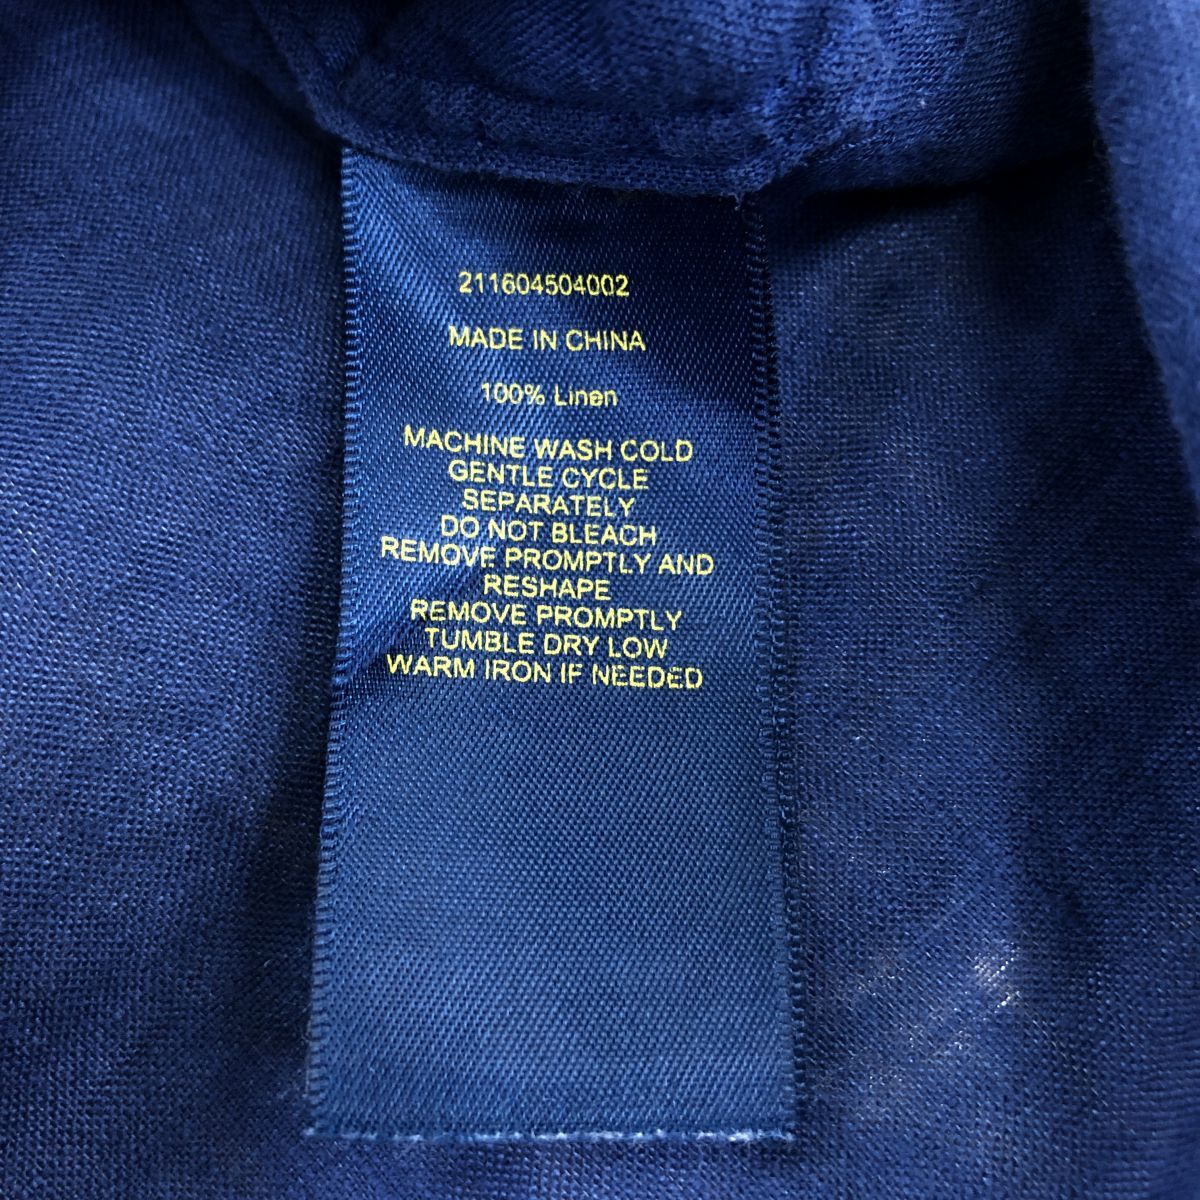 211604504002
MADE IN CHINA
100% Linen
MACHINE WASH COLD
GENTLE CYCLE
SEPARATELY
DO NOT BLEACH
REMOVE PROMPTLY AND
RESHAPE
REMOVE PROMPTLY
TUMBLE DRY LOW
WARM IRON IF NEEDED